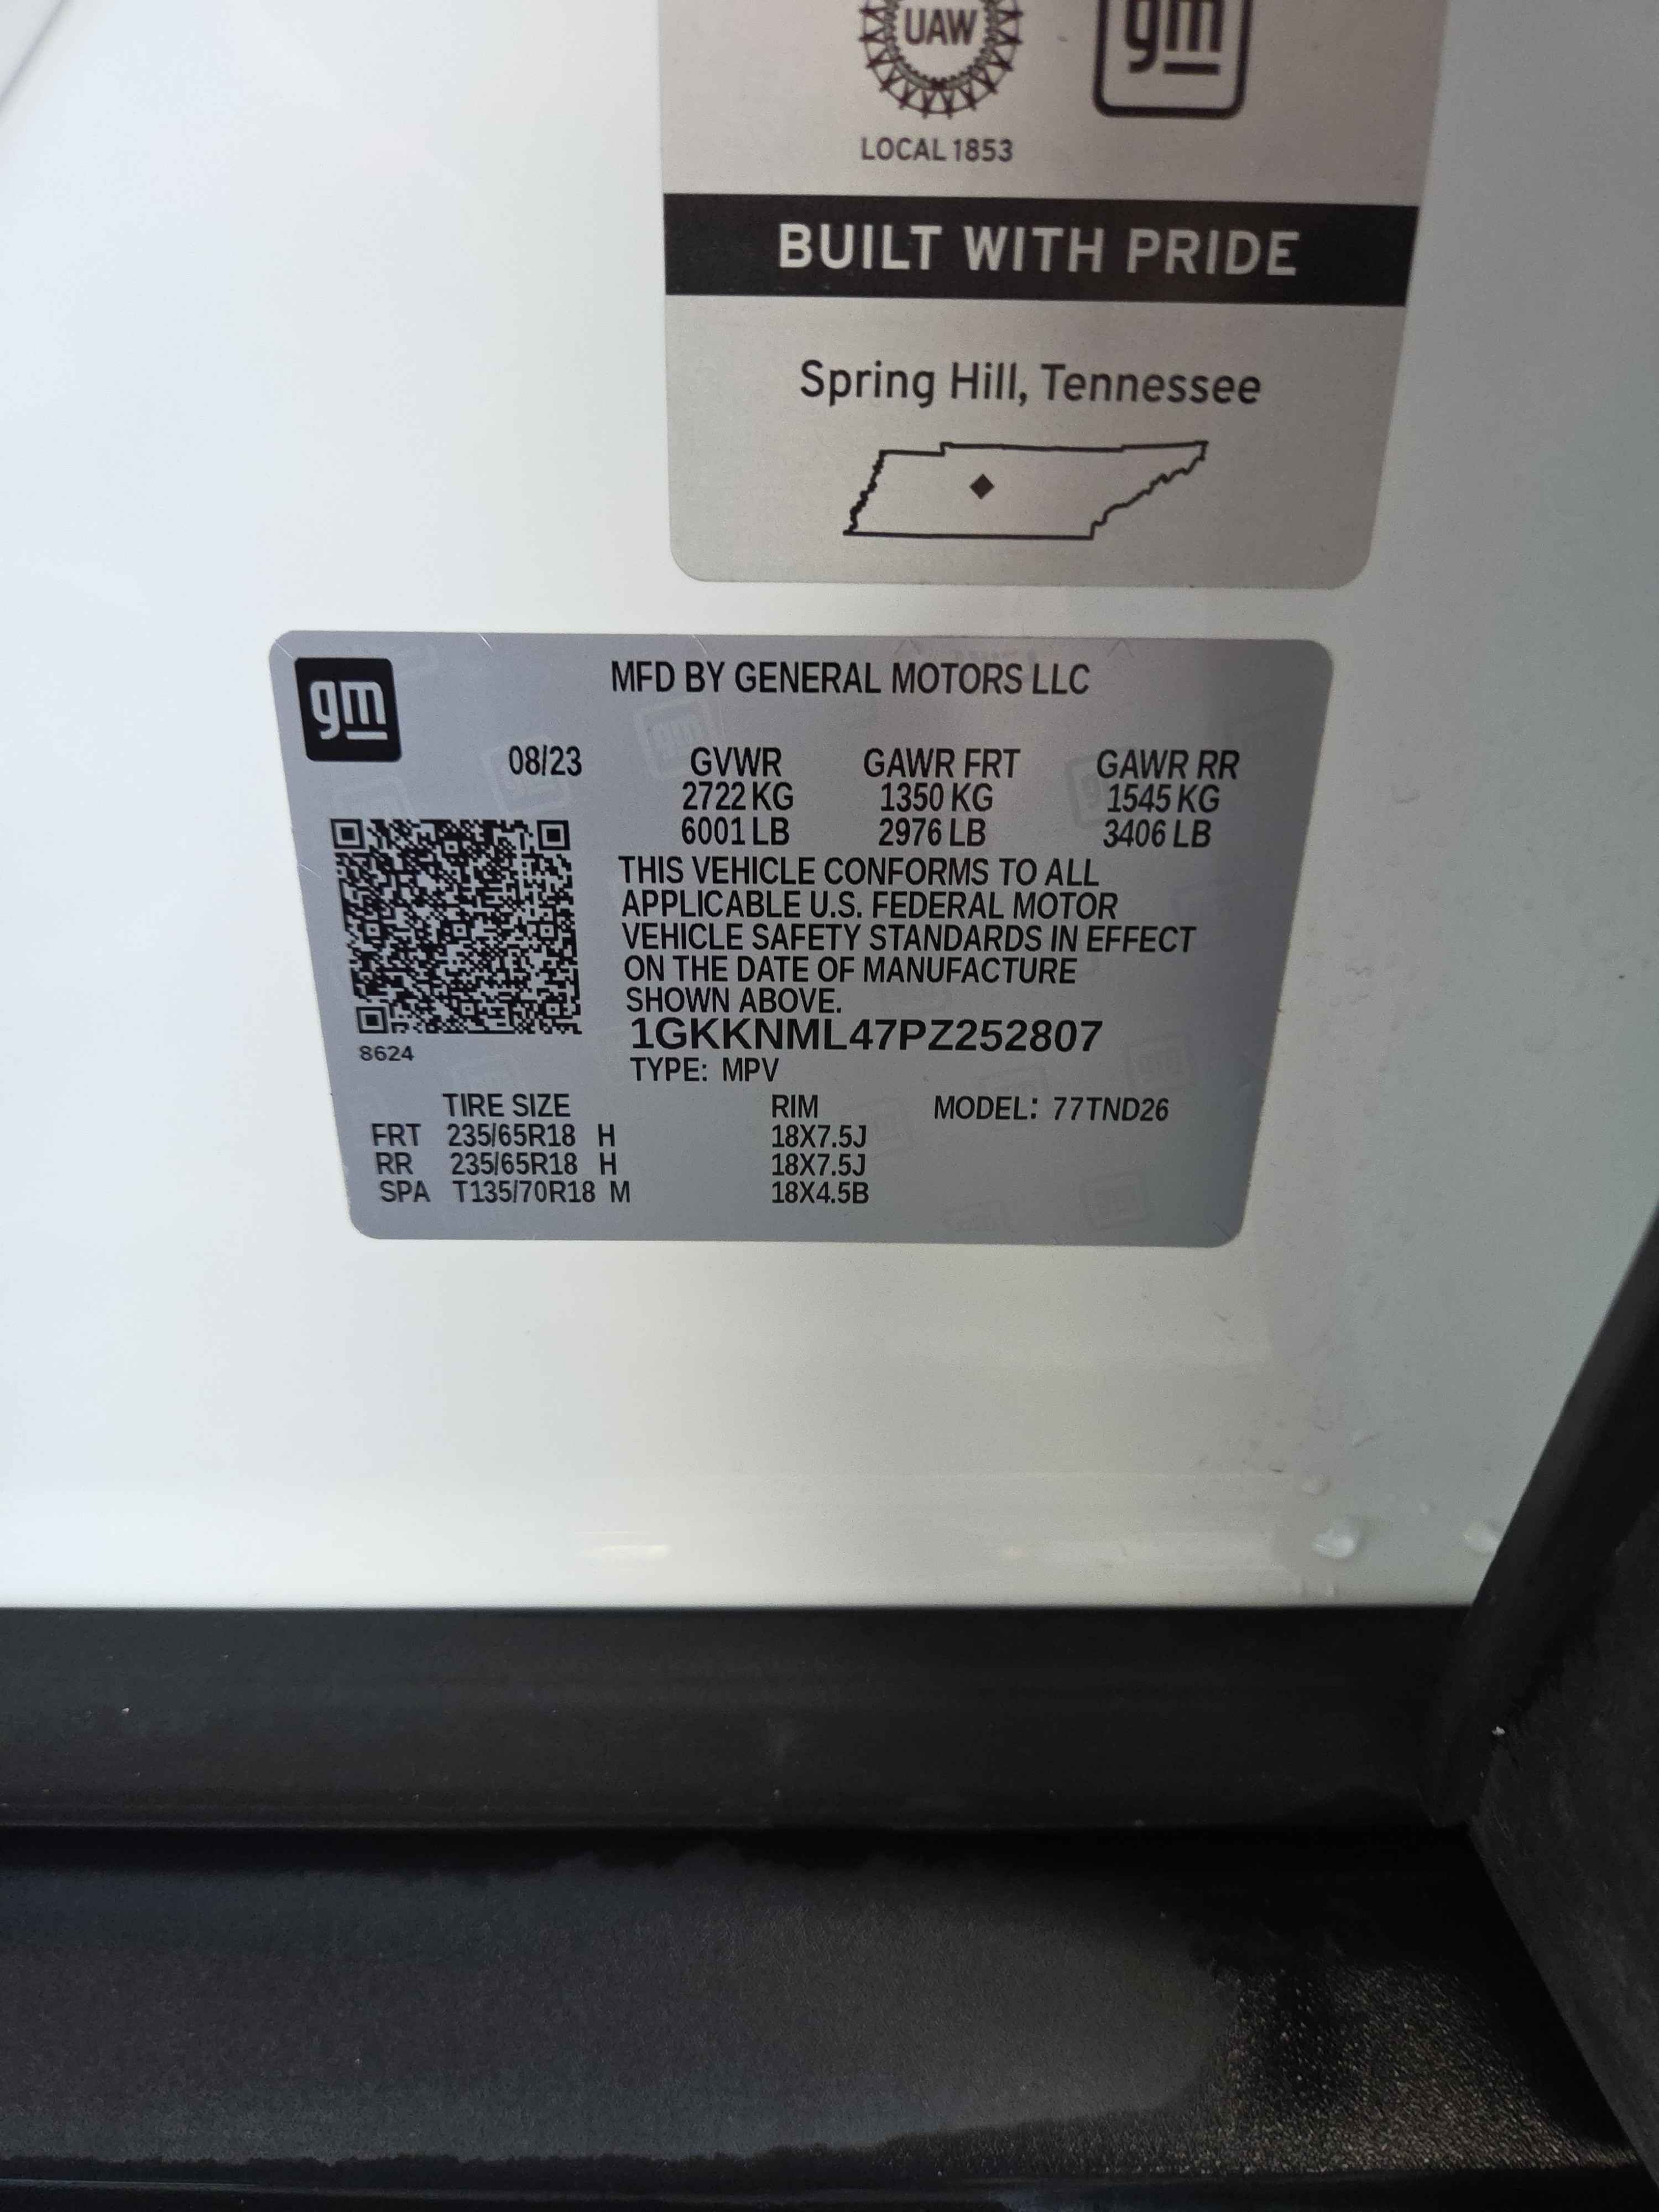 UAW
gm
LOCAL 1853
BUILT WITH PRIDE
Spring Hill, Tennessee
gm
MFD BY GENERAL MOTORS LLC
08/23 GVWR GAWR FRT GAWR RR
2722 KG 1350 KG 1545 KG
6001 LB 2976 LB 3406 LB
THIS VEHICLE CONFORMS TO ALL
APPLICABLE U.S. FEDERAL MOTOR
VEHICLE SAFETY STANDARDS IN EFFECT
ON THE DATE OF MANUFACTURE
SHOWN ABOVE.
1GKKNML47PZ252807
8624
TYPE: MPV
TIRE SIZE RIM MODEL: 77TND26
FRT 235/65R18 H 18X7.5J
RR 235/65R18 H 18X7.5J
SPA T135/70R18 M 18X4.5B